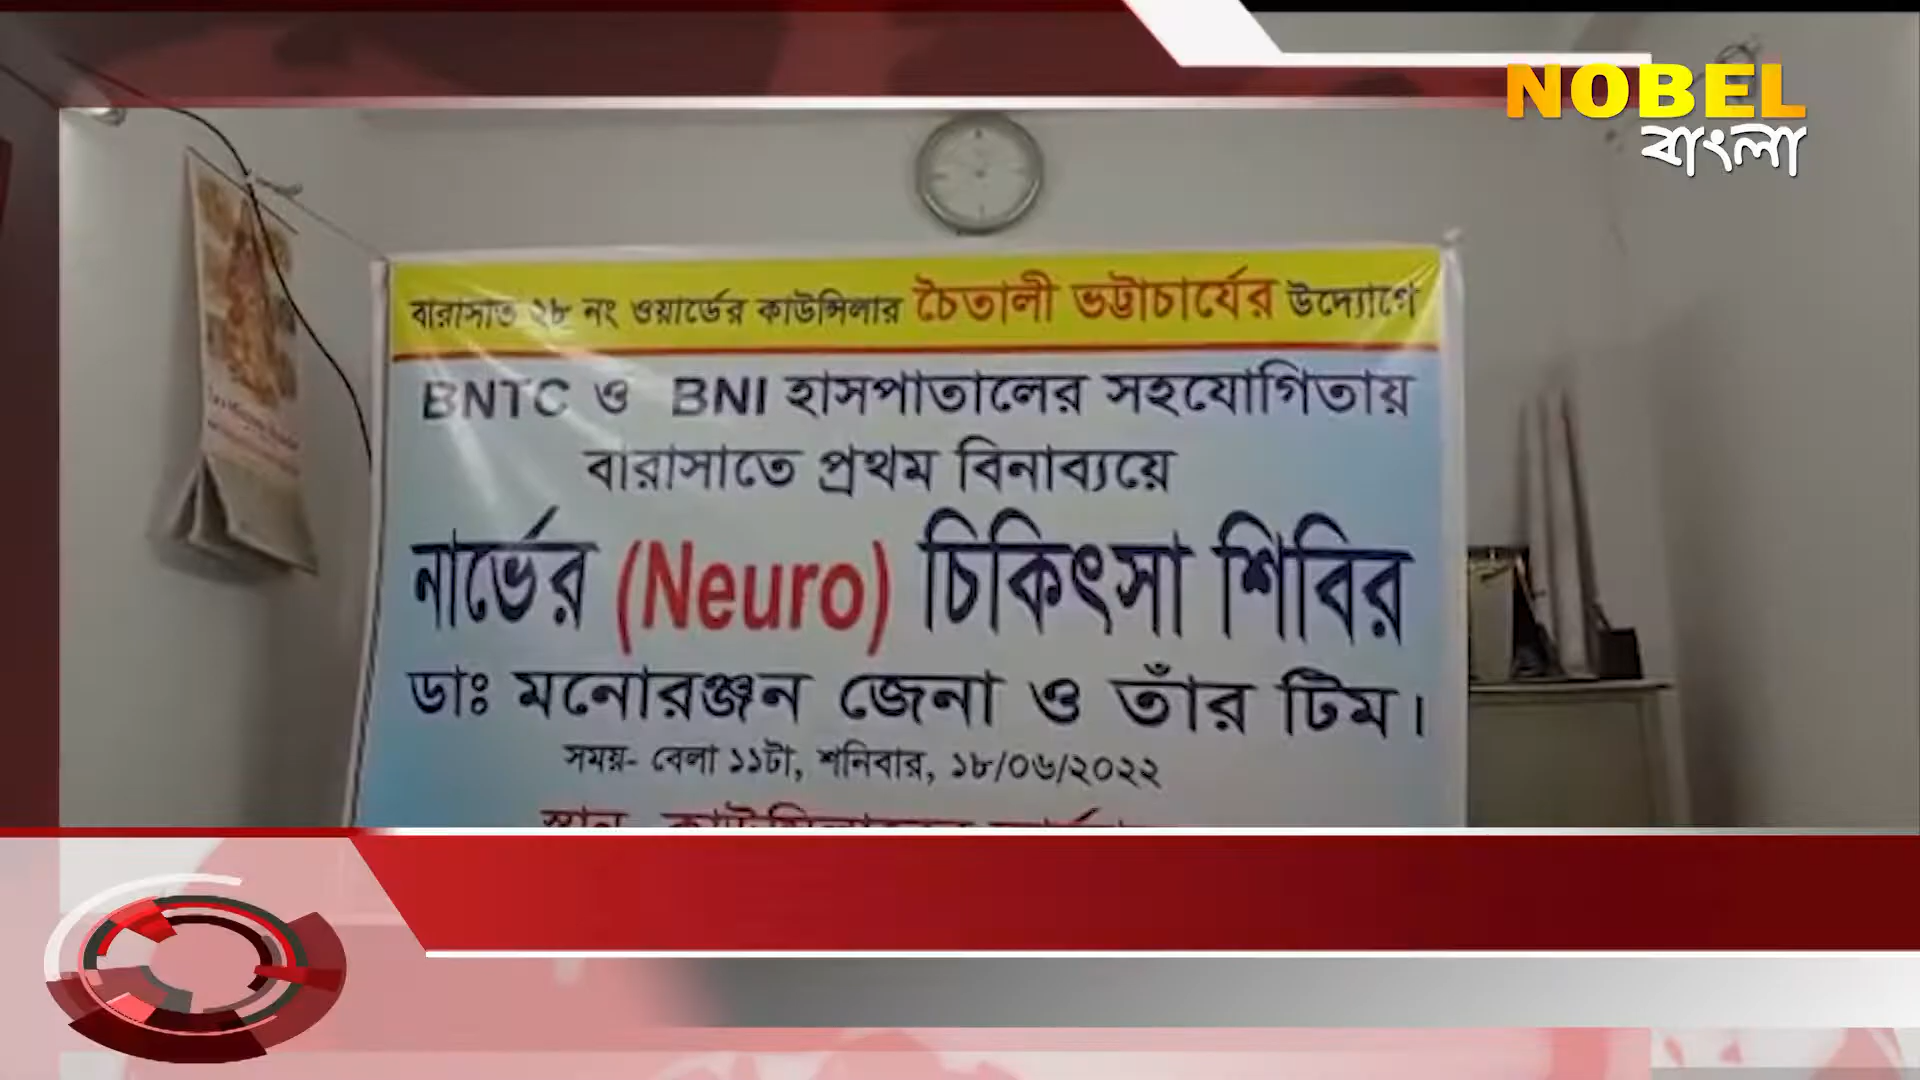 NOBEL
বাংলা
বারাসাত ২৮ নং ওয়ার্ডের কাউন্সিলার চৈতালী ভট্টাচার্যের উদ্যোগে
BNTC ও BNI হাসপাতালের সহযোগিতায়
বারাসাতে প্রথম বিনাব্যয়ে
নার্ভের (Neuro) চিকিৎসা শিবির
ডাঃ মনোরঞ্জন জেনা ও তাঁর টিম।
সময়- বেলা ১১টা, শনিবার, ১৮/০৬/২০২২